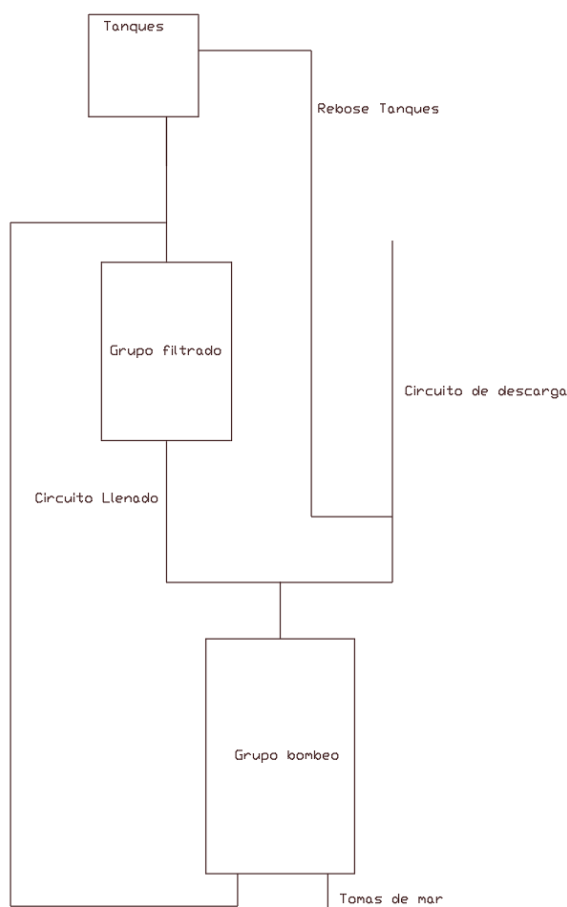 Tanques
Rebose Tanques
Grupo filtrado
Circuito de descarga
Circuito Llenado
Grupo bombeo
Tomas de mar